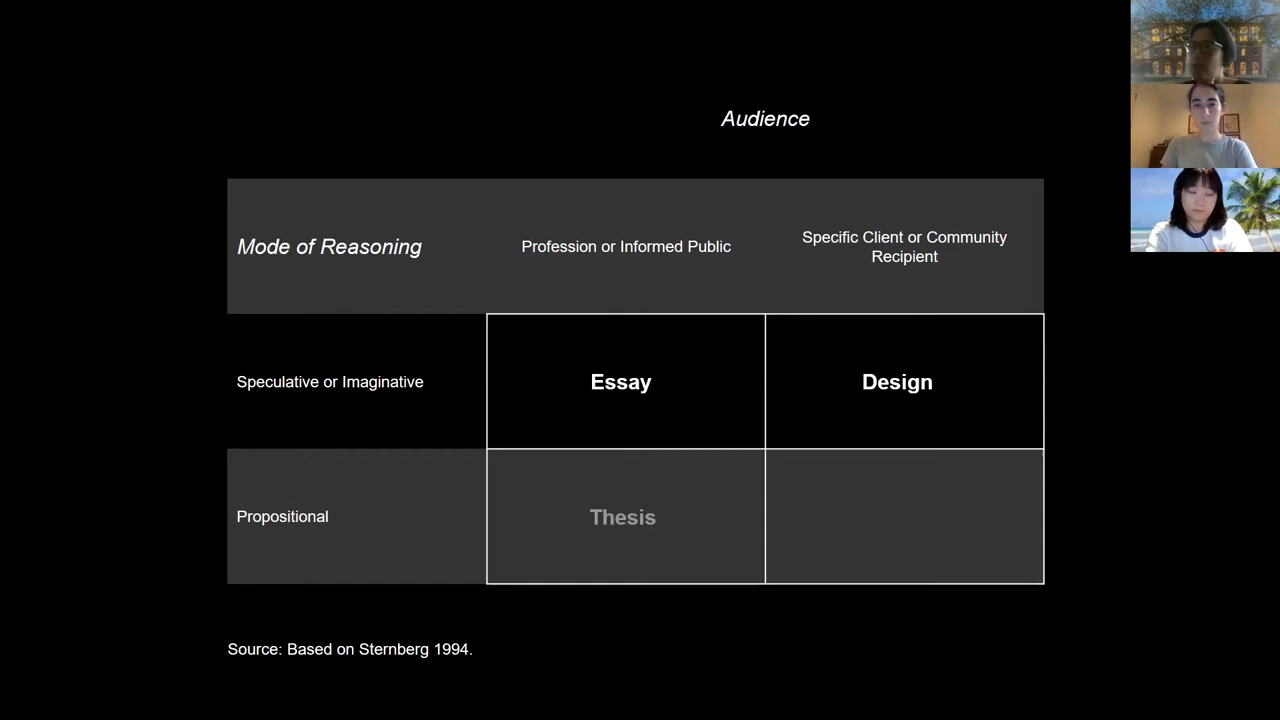 Audience
Mode of Reasoning
Profession or Informed Public
Specific Client or Community
Recipient
Speculative or Imaginative
Essay
Design
Propositional
Thesis
Source: Based on Sternberg 1994.